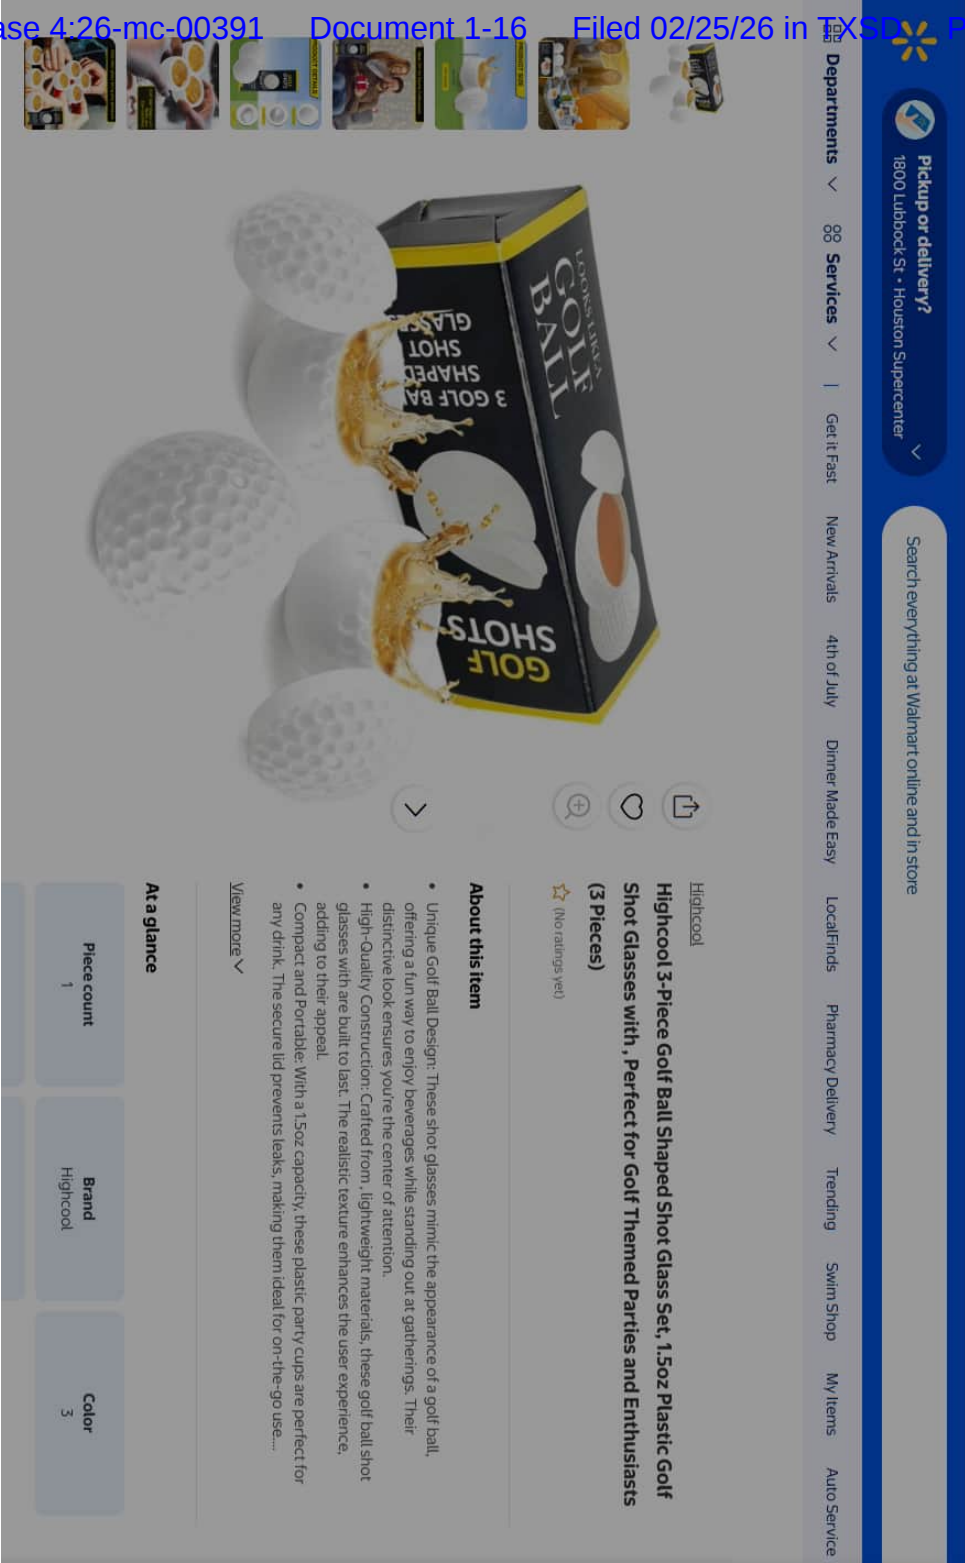 ase 4:26-mc-00391 Document 1-16 Filed 02/25/26 in TXSD
Pickup or delivery?
1800 Lubbock St • Houston Supercenter
Search everything at Walmart online and in store
Departments Services | Get it Fast New Arrivals 4th of July Dinner Made Easy LocalFinds Pharmacy Delivery Trending Swim Shop My Items Auto Service
LOOKS LIKE A
GOLF
BALL
GOLF
SHOTS
3 GOLF BA
SHAPED
SHOT
GLASSES
Highcool
Highcool 3-Piece Golf Ball Shaped Shot Glass Set, 1.5oz Plastic Golf
Shot Glasses with , Perfect for Golf Themed Parties and Enthusiasts
(3 Pieces)
(No ratings yet)
About this item
• Unique Golf Ball Design: These shot glasses mimic the appearance of a golf ball,
offering a fun way to enjoy beverages while standing out at gatherings. Their
distinctive look ensures you're the center of attention.
• High-Quality Construction: Crafted from , lightweight materials, these golf ball shot
glasses with are built to last. The realistic texture enhances the user experience,
adding to their appeal.
• Compact and Portable: With a 1.5oz capacity, these plastic party cups are perfect for
any drink. The secure lid prevents leaks, making them ideal for on-the-go use....
View more
At a glance
Piece count
1
Brand
Highcool
Color
3